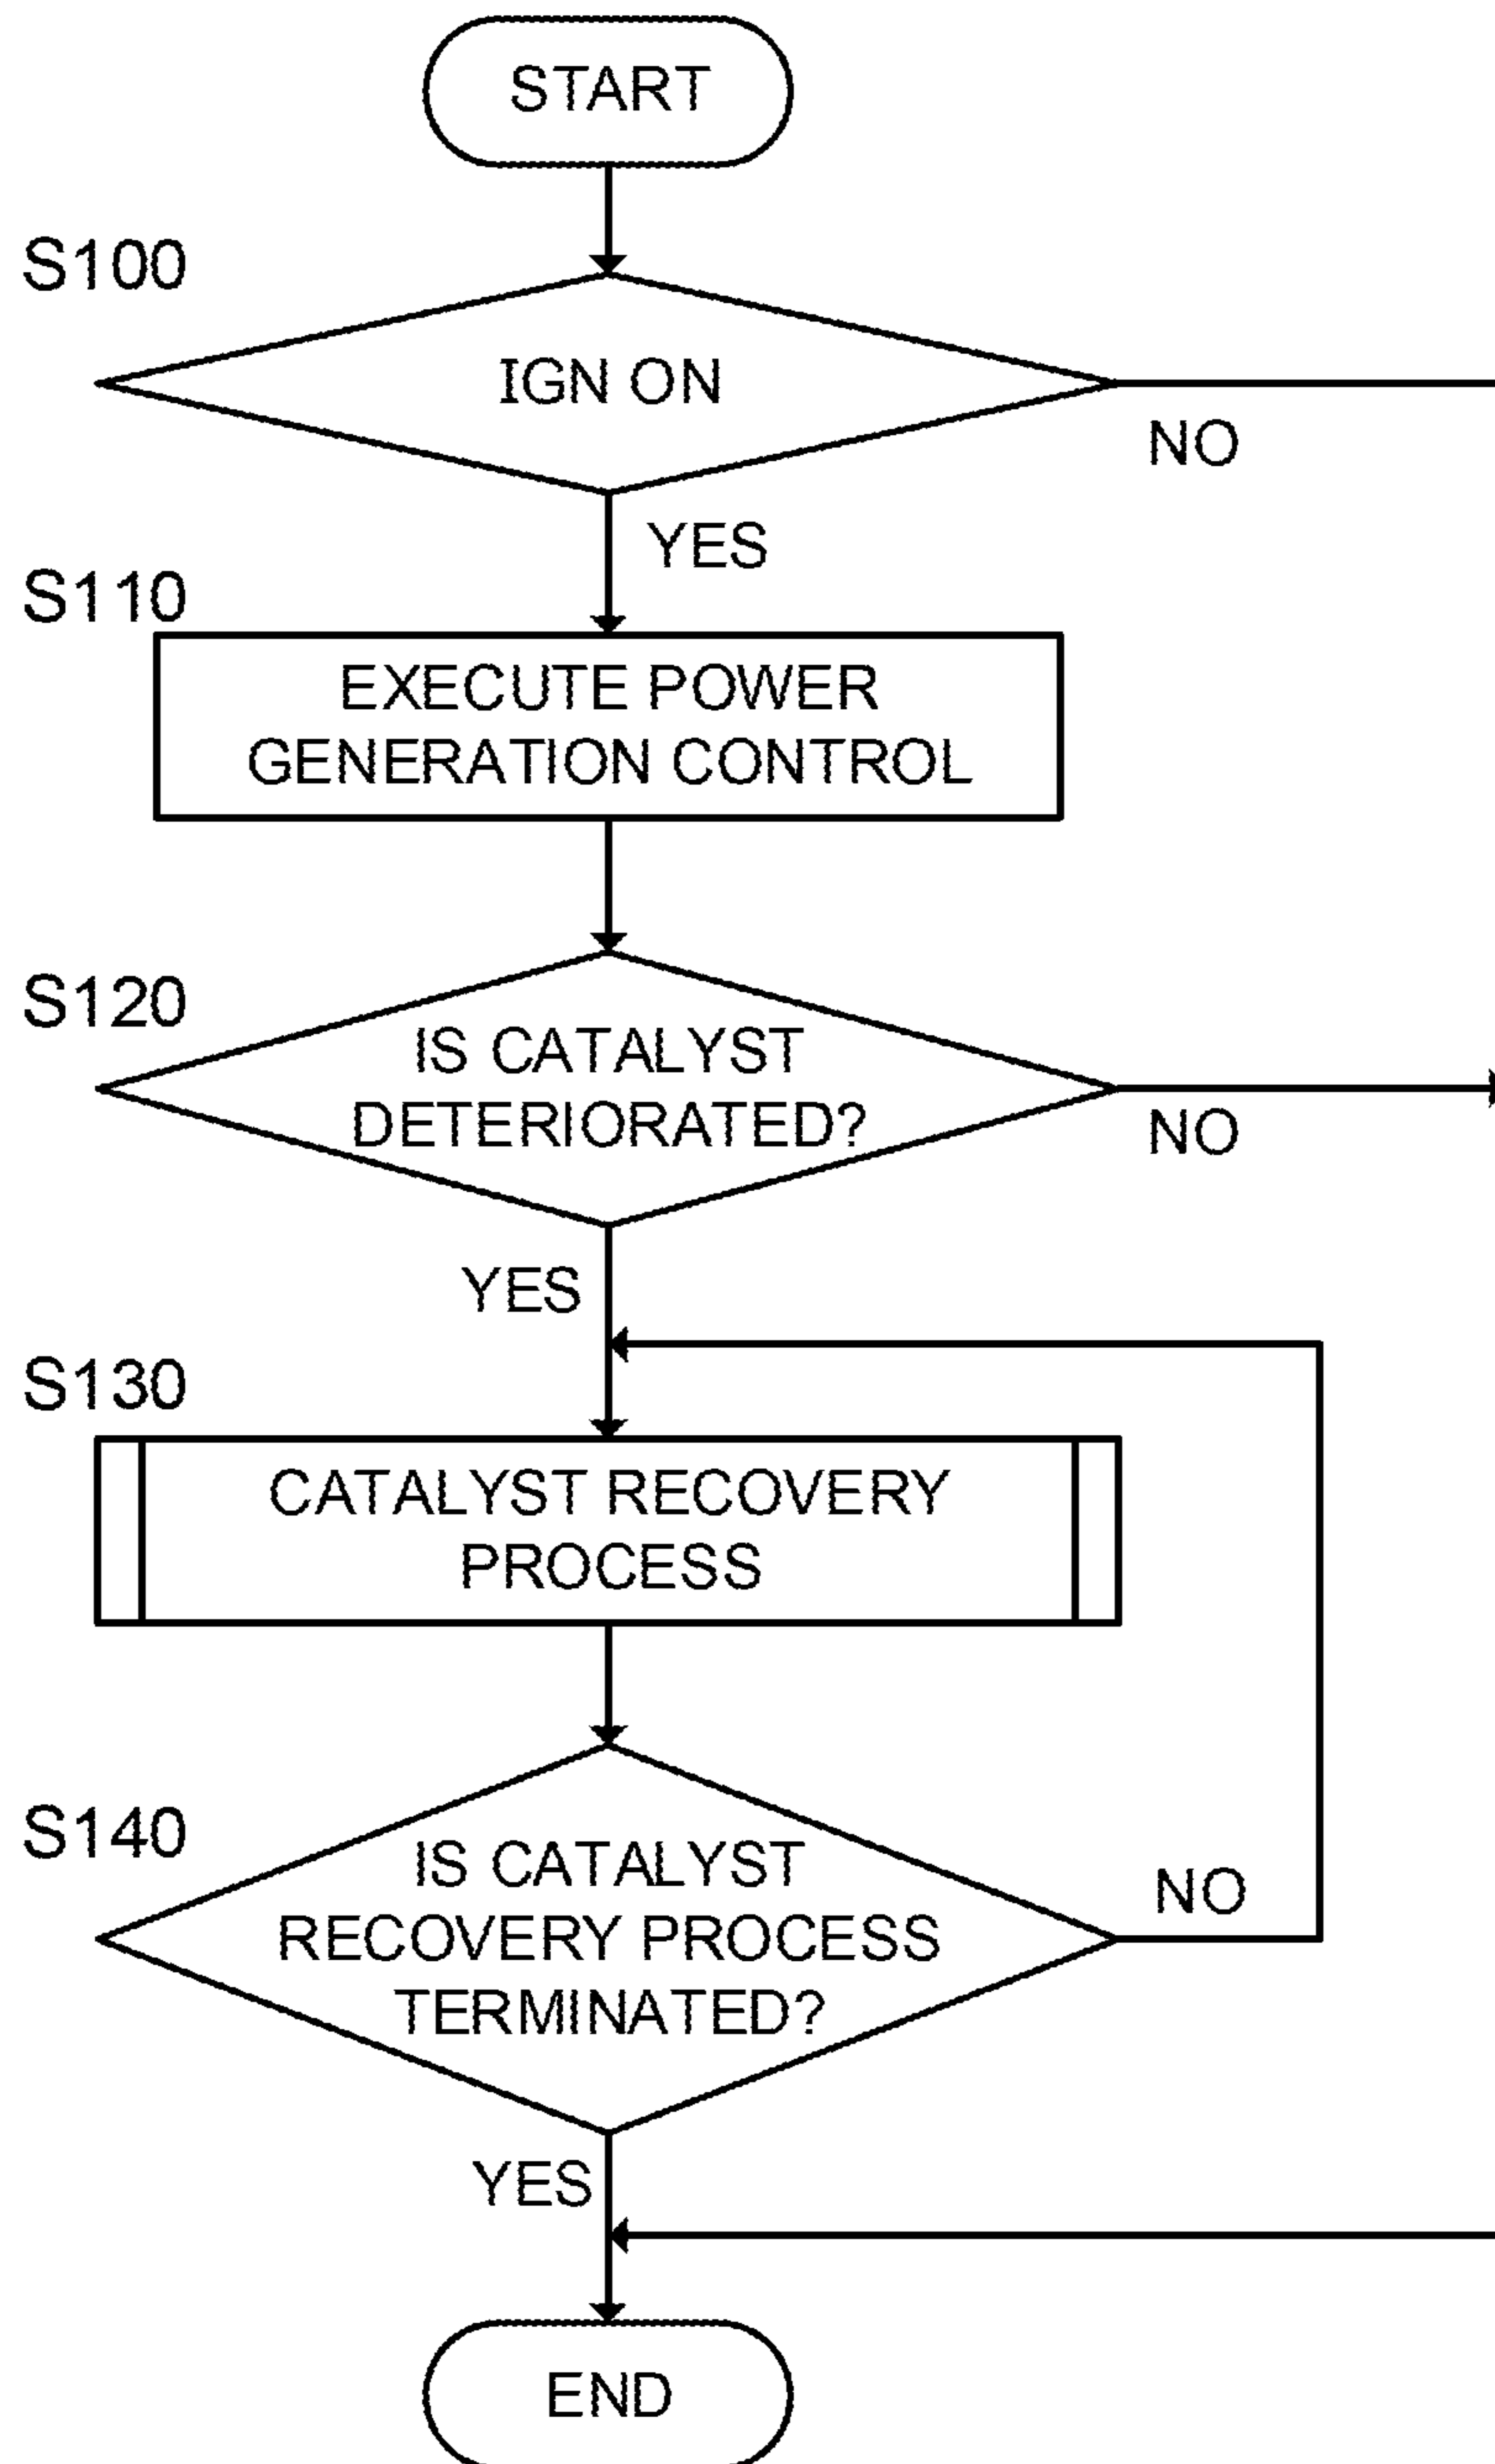 START
S100
IGN ON
NO
YES
S110
EXECUTE POWER
GENERATION CONTROL
S120
IS CATALYST
DETERIORATED?
NO
YES
S130
CATALYST RECOVERY
PROCESS
S140
IS CATALYST
RECOVERY PROCESS
TERMINATED?
NO
YES
END